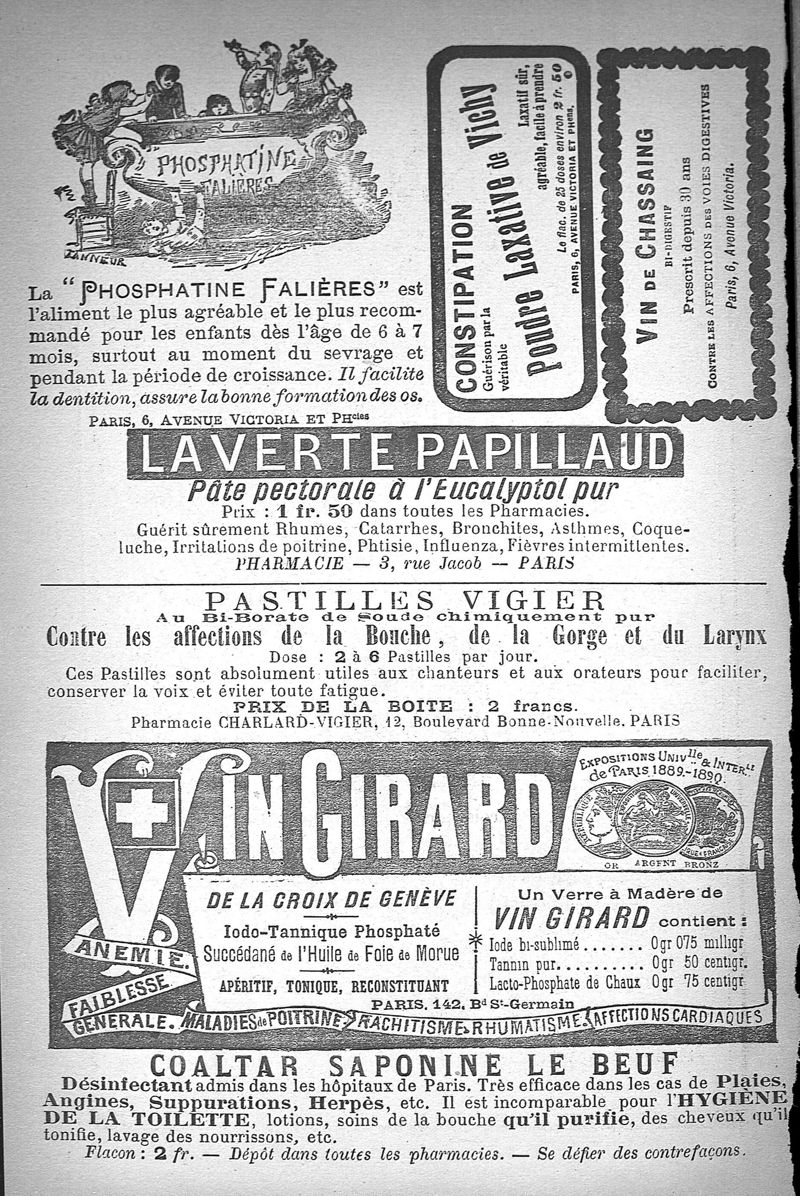 PHOSPHATINE
FALIERES
La "PHOSPHATINE FALIÈRES" est
l'aliment le plus agréable et le plus recom-
mandé pour les enfants dès l'âge de 6 à 7
mois, surtout au moment du sevrage et
pendant la période de croissance. Il facilite
la dentition, assure la bonne formation des os.
PARIS, 6, AVENUE VICTORIA ET PHcies
CONSTIPATION
Guérison par la
véritable
Poudre Laxative de Vichy
Laxatif sûr,
agréable, facile à prendre
Le flac. de 25 doses environ 2 fr. 50
PARIS, 6, AVENUE VICTORIA ET PHcies.
VIN DE CHASSAING
BI-DIGESTIF
Prescrit depuis 30 ans
CONTRE LES AFFECTIONS DES VOIES DIGESTIVES
Paris, 6, Avenue Victoria.
LAVERTE PAPILLAUD
Pâte pectorale à l'Eucalyptol pur
Prix : 1 fr. 50 dans toutes les Pharmacies.
Guérit sûrement Rhumes, Catarrhes, Bronchites, Asthmes, Coque-
luche, Irritations de poitrine, Phtisie, Influenza, Fièvres intermittentes.
PHARMACIE — 3, rue Jacob — PARIS
PASTILLES VIGIER
Au Bi-Borate de Soude chimiquement pur
Contre les affections de la Bouche, de la Gorge et du Larynx
Dose : 2 à 6 Pastilles par jour.
Ces Pastilles sont absolument utiles aux chanteurs et aux orateurs pour faciliter,
conserver la voix et éviter toute fatigue.
PRIX DE LA BOITE : 2 francs.
Pharmacie CHARLARD-VIGIER, 12, Boulevard Bonne-Nouvelle. PARIS
VIN GIRARD
EXPOSITIONS UNIVlle & INTERle
de PARIS, 1889-1890.
OR ARGENT BRONZ
DE LA CROIX DE GENÈVE
Iodo-Tannique Phosphaté
Succédané de l'Huile de Foie de Morue
APÉRITIF, TONIQUE, RECONSTITUANT
Un Verre à Madère de
VIN GIRARD contient :
Iode bi-sublimé ....... 0gr 075 milligr
Tannin pur.......... 0gr 50 centigr.
Lacto-Phosphate de Chaux 0gr 75 centigr
PARIS. 142, Bd St-Germain
ANEMIE.
FAIBLESSE
GÉNERALE. MALADIES de POITRINE, RACHITISME & RHUMATISME. AFFECTIONS CARDIAQUES
COALTAR SAPONINE LE BEUF
Désinfectant admis dans les hôpitaux de Paris. Très efficace dans les cas de Plaies,
Angines, Suppurations, Herpès, etc. Il est incomparable pour l'HYGIÈNE
DE LA TOILETTE, lotions, soins de la bouche qu'il purifie, des cheveux qu'il
tonifie, lavage des nourrissons, etc.
Flacon : 2 fr. — Dépôt dans toutes les pharmacies. — Se défier des contrefaçons.